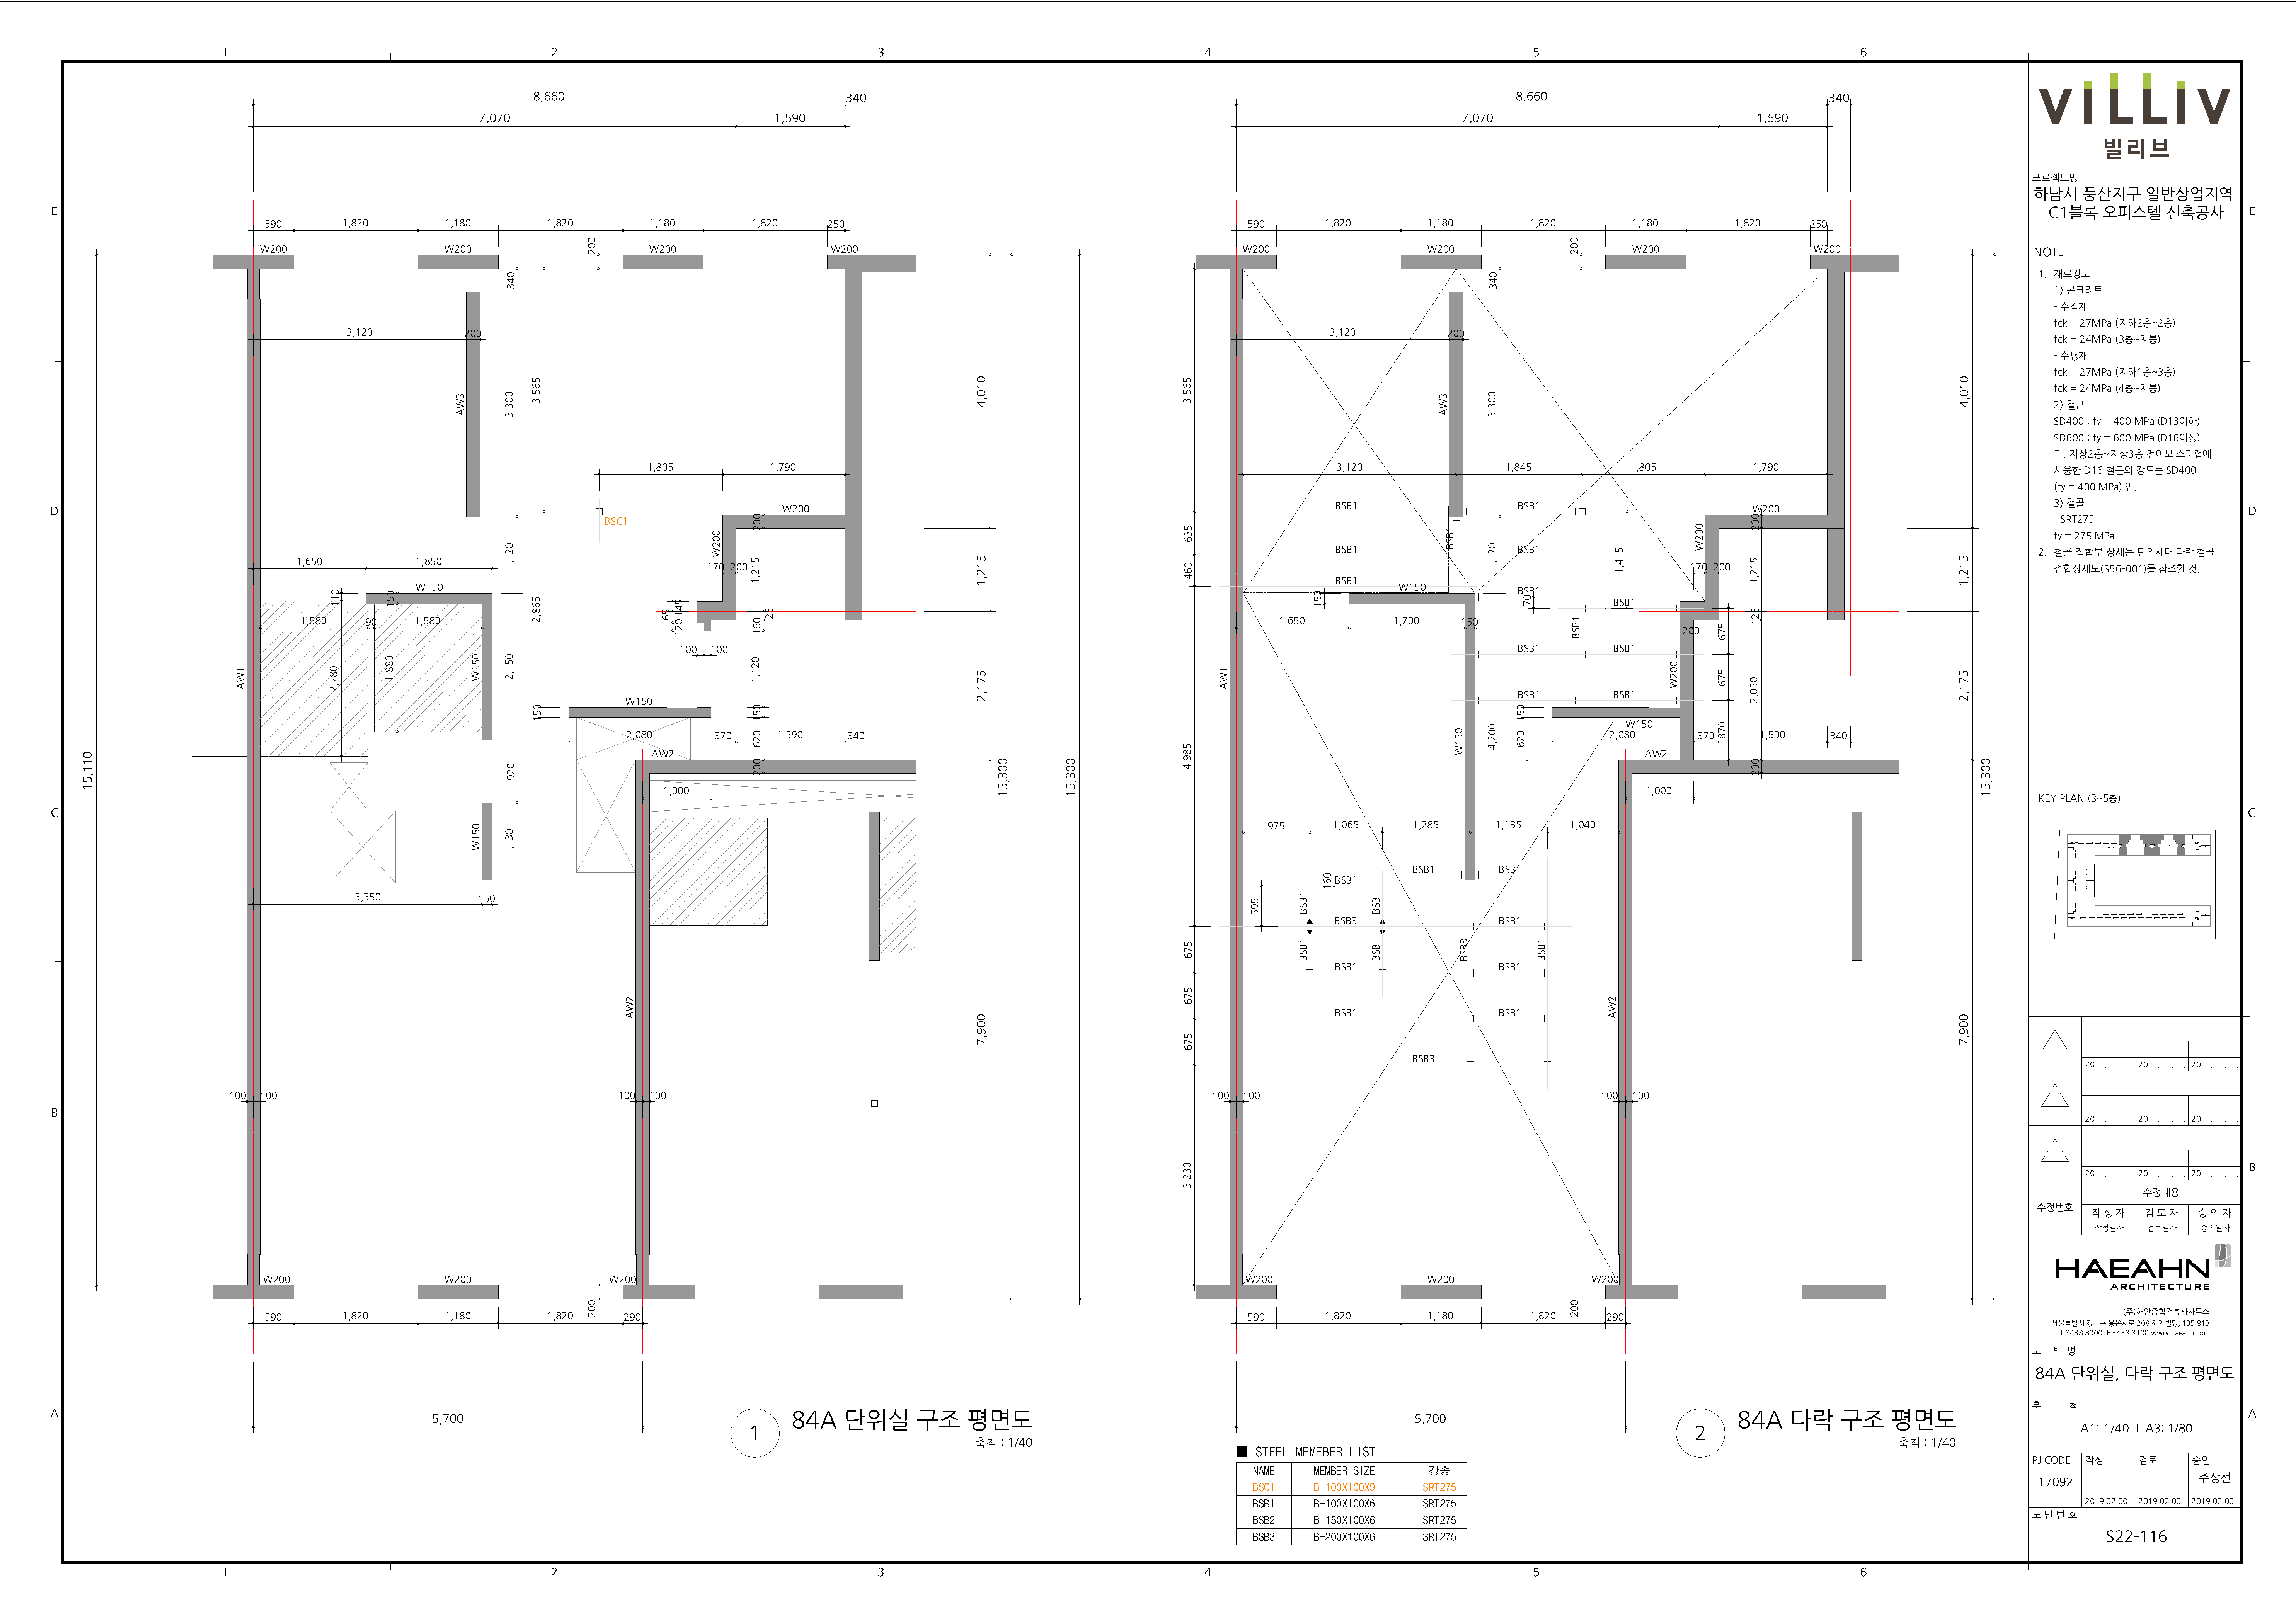 1 2 3 4 5 6
8,660 340
7,070 1,590
590 1,820 1,180 1,820 1,180 1,820 250
W200 W200 200 W200 W200
340
3,120 200
AW3 3,300 3,565 4,010
1,805 1,790
BSC1 W200 200
W200
1,650 1,850 1,120 170 200 1,215 1,215
W150
110 150
1,580 90 1,580
2,865 165 145 120 160 125
100 100
AW1 2,280 1,880 W150 2,150 1,120 2,175
W150
150 150
2,080 370 620 1,590 340
AW2
200
15,110 920 1,000 15,300
W150 1,130
3,350 150
AW2 7,900
100 100 100 100
W200 W200 W200
590 1,820 1,180 1,820 200 290
5,700
1
84A 단위실 구조 평면도
축척 : 1/40
8,660 340
7,070 1,590
590 1,820 1,180 1,820 1,180 1,820 250
W200 W200 200 W200 W200
340
3,120 200
3,565 AW3 3,300 4,010
3,120 1,845 1,805 1,790
BSB1 BSB1 W200
200
635 BSB1 BSB1 BSB1 1,120 1,415 W200
460 BSB1 170 200 1,215 1,215
W150 BSB1
150 170 BSB1
1,650 1,700 150 BSB1 125
200 675
BSB1 BSB1
AW1 W200 675 2,050 2,175
BSB1 BSB1
150 W150
4,985 W150 4,200 620 2,080 370 870 1,590 340
AW2
200
15,300 1,000 15,300
975 1,065 1,285 1,135 1,040
BSB1 BSB1
160 BSB1
595 BSB1 BSB1
BSB3 BSB1
675 BSB1 BSB1 BSB3 BSB1
BSB1 BSB1
675 AW2
BSB1 BSB1
675 7,900
BSB3
100 100 100 100
3,230
W200 W200 W200
590 1,820 1,180 1,820 200 290
5,700
2
84A 다락 구조 평면도
축척 : 1/40
■ STEEL MEMEBER LIST
NAME MEMBER SIZE 강종
BSC1 B-100X100X9 SRT275
BSB1 B-100X100X6 SRT275
BSB2 B-150X100X6 SRT275
BSB3 B-200X100X6 SRT275
VILLIV
빌리브
프로젝트명
하남시 풍산지구 일반상업지역
C1블록 오피스텔 신축공사
NOTE
1. 재료강도
1) 콘크리트
- 수직재
fck = 27MPa (지하2층~2층)
fck = 24MPa (3층~지붕)
- 수평재
fck = 27MPa (지하1층~3층)
fck = 24MPa (4층~지붕)
2) 철근
SD400 : fy = 400 MPa (D13이하)
SD600 : fy = 600 MPa (D16이상)
단, 지상2층~지상3층 전이보 스터럽에
사용한 D16 철근의 강도는 SD400
(fy = 400 MPa) 임.
3) 철골
- SRT275
fy = 275 MPa
2. 철골 접합부 상세는 단위세대 다락 철골
접합상세도(S56-001)를 참조할 것.
KEY PLAN (3~5층)
20 . . . 20 . . . 20 . . .
20 . . . 20 . . . 20 . . .
20 . . . 20 . . . 20 . . .
수정번호
수정내용
작 성 자 검 토 자 승 인 자
작성일자 검토일자 승인일자
HAEAHN
ARCHITECTURE
(주)해안종합건축사사무소
서울특별시 강남구 봉은사로 208 해안빌딩, 135-913
T.3438 8000 F.3438 8100 www.haeahn.com
도 면 명
84A 단위실, 다락 구조 평면도
축 척
A1: 1/40 I A3: 1/80
PJ CODE 작성 검토 승인
17092 주상선
2019.02.00. 2019.02.00. 2019.02.00.
도 면 번 호
S22-116
E D C B A
E D C B A
1 2 3 4 5 6